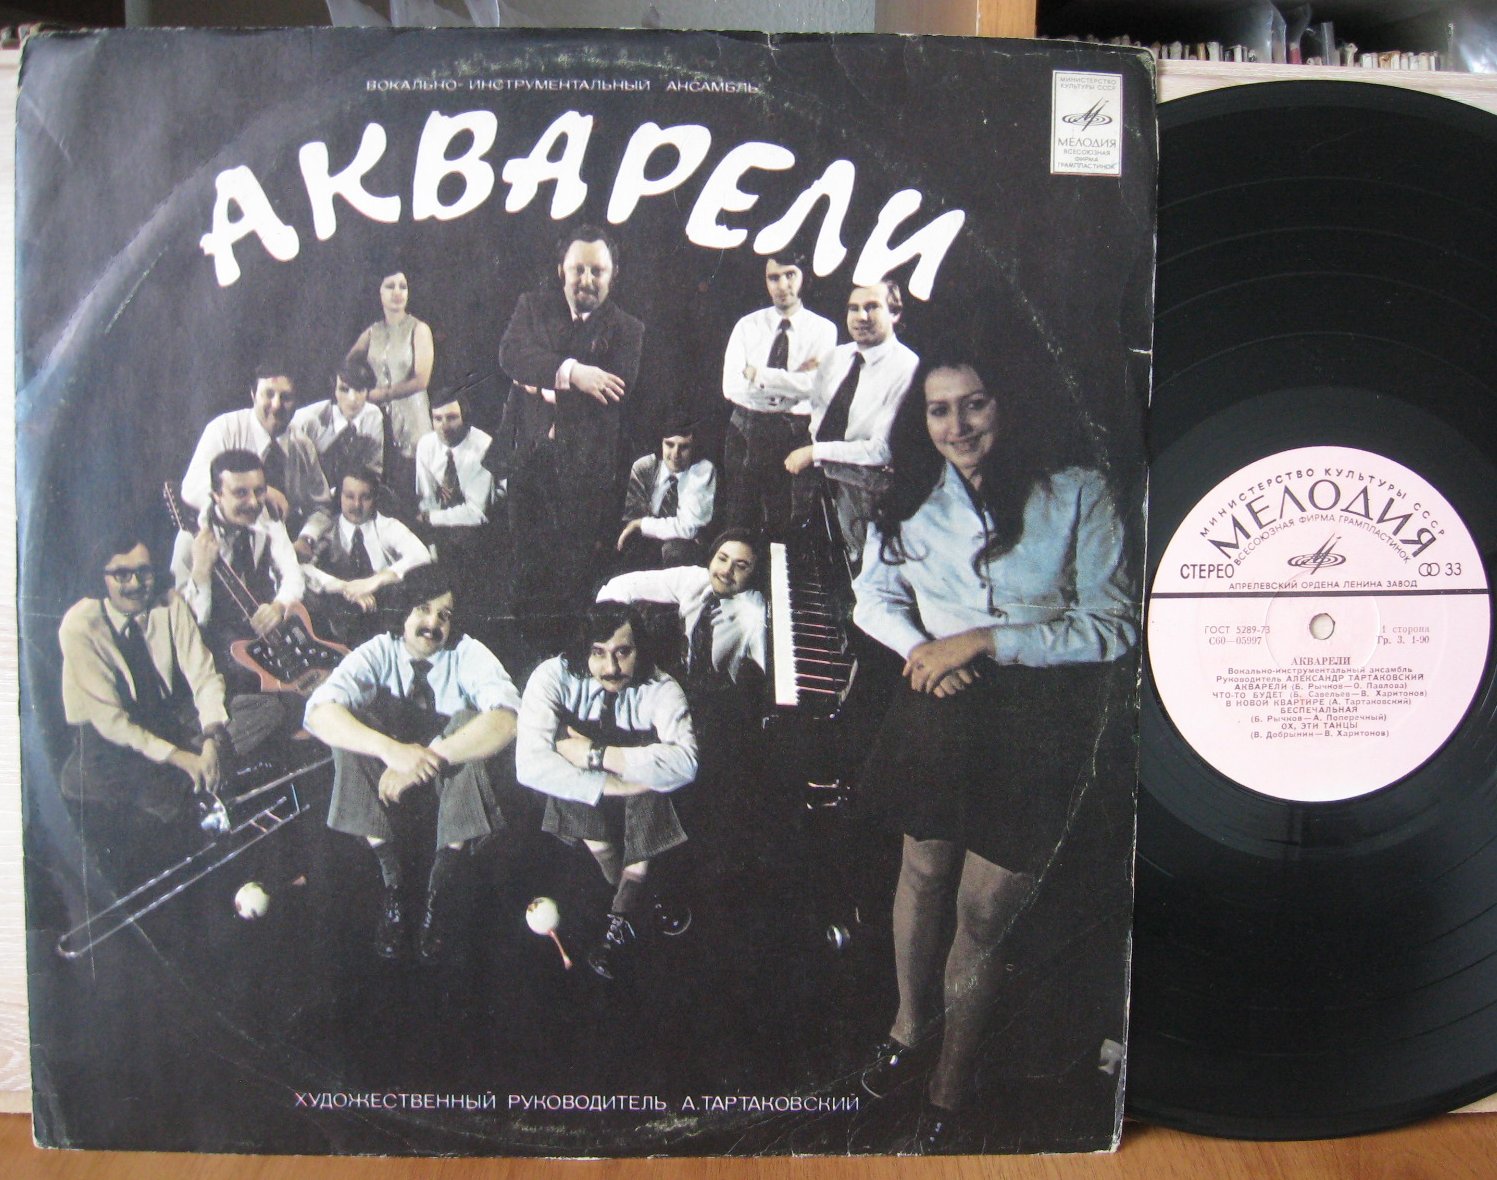 ВОКАЛЬНО-ИНСТРУМЕНТАЛЬНЫЙ АНСАМБЛЬ
АКВАРЕЛИ
МИНИСТЕРСТВО
КУЛЬТУРЫ СССР
МЕЛОДИЯ
ВСЕСОЮЗНАЯ
ФИРМА
ГРАМПЛАСТИНОК
ХУДОЖЕСТВЕННЫЙ РУКОВОДИТЕЛЬ А.ТАРТАКОВСКИЙ
МИНИСТЕРСТВО КУЛЬТУРЫ СССР
МЕЛОДИЯ
ВСЕСОЮЗНАЯ ФИРМА ГРАМПЛАСТИНОК
СТЕРЕО 33
АПРЕЛЕВСКИЙ ОРДЕНА ЛЕНИНА ЗАВОД
ГОСТ 5289-73 1 сторона
С60—05997 Гр. 3. 1-90
АКВАРЕЛИ
Вокально-инструментальный ансамбль
Руководитель АЛЕКСАНДР ТАРТАКОВСКИЙ
АКВАРЕЛИ (Б. Рычков—О. Павлова)
ЧТО-ТО БУДЕТ (Б. Савельев—В. Харитонов)
В НОВОЙ КВАРТИРЕ (А. Тартаковский)
БЕСПЕЧАЛЬНАЯ
(Б. Рычков—А. Поперечный)
ОХ, ЭТИ ТАНЦЫ
(В. Добрынин—В. Харитонов)